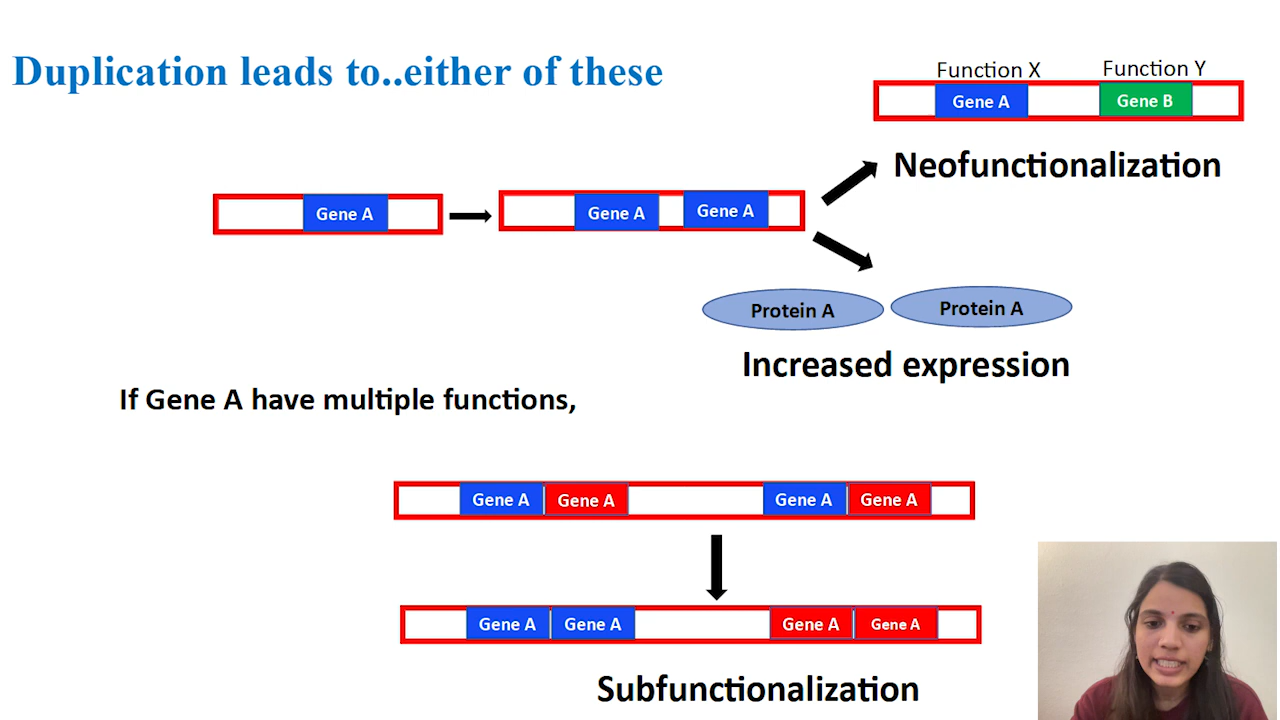 Duplication leads to..either of these
Function X Function Y
Gene A Gene B
Neofunctionalization
Gene A Gene A Gene A
Protein A Protein A
Increased expression
If Gene A have multiple functions,
Gene A Gene A Gene A Gene A
Gene A Gene A Gene A Gene A
Subfunctionalization